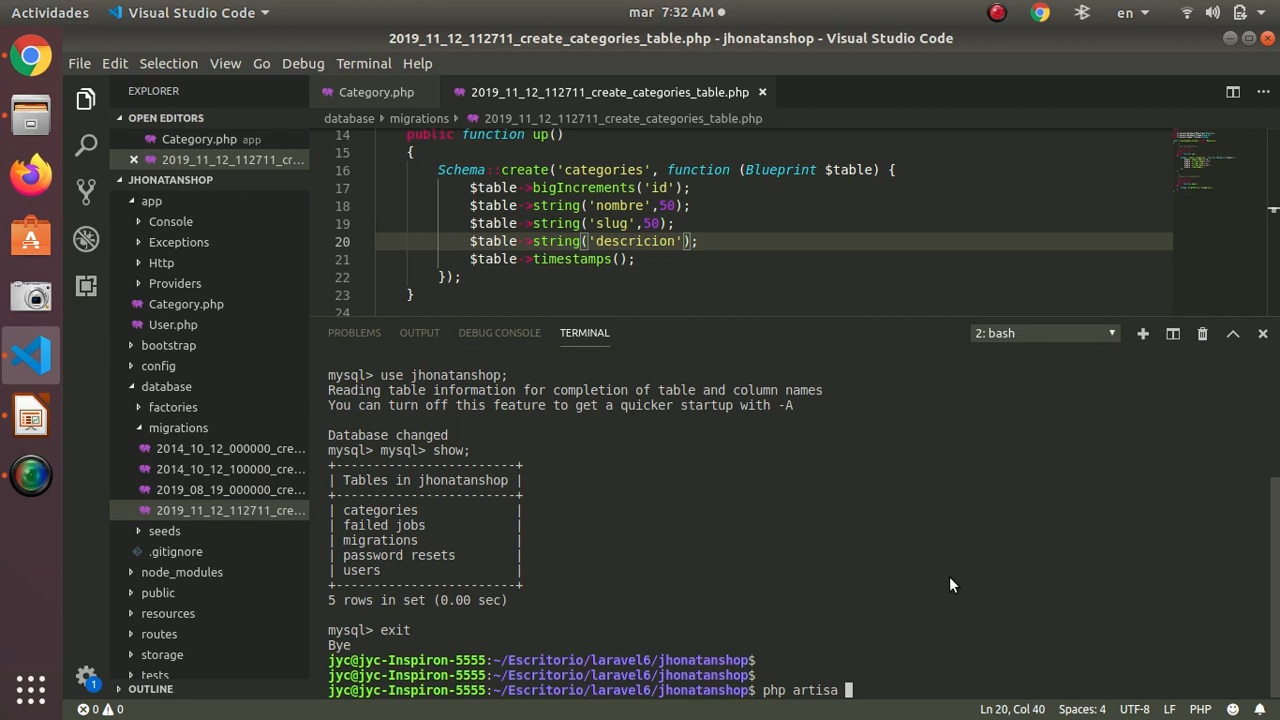 Actividades Visual Studio Code mar 7:32 AM en
2019_11_12_112711_create_categories_table.php - jhonatanshop - Visual Studio Code
File Edit Selection View Go Debug Terminal Help
EXPLORER
OPEN EDITORS
Category.php app
2019_11_12_112711_cr...
JHONATANSHOP
app
Console
Exceptions
Http
Providers
Category.php
User.php
bootstrap
config
database
factories
migrations
2014_10_12_000000_cre...
2014_10_12_100000_cre...
2019_08_19_000000_cre...
2019_11_12_112711_cre...
seeds
.gitignore
node_modules
public
resources
routes
storage
tests
OUTLINE
1
Category.php 2019_11_12_112711_create_categories_table.php
database migrations 2019_11_12_112711_create_categories_table.php
14 public function up()
15 {
16 Schema::create('categories', function (Blueprint $table) {
17 $table->bigIncrements('id');
18 $table->string('nombre',50);
19 $table->string('slug',50);
20 $table->string('descricion');
21 $table->timestamps();
22 });
23 }
24
PROBLEMS OUTPUT DEBUG CONSOLE TERMINAL 2: bash
mysql> use jhonatanshop;
Reading table information for completion of table and column names
You can turn off this feature to get a quicker startup with -A
Database changed
mysql> mysql> show;
+------------------------+
| Tables in jhonatanshop |
+------------------------+
| categories |
| failed jobs |
| migrations |
| password resets |
| users |
+------------------------+
5 rows in set (0.00 sec)
mysql> exit
Bye
jyc@jyc-Inspiron-5555:~/Escritorio/laravel6/jhonatanshop$
jyc@jyc-Inspiron-5555:~/Escritorio/laravel6/jhonatanshop$
jyc@jyc-Inspiron-5555:~/Escritorio/laravel6/jhonatanshop$ php artisa
0 0 Ln 20, Col 40 Spaces: 4 UTF-8 LF PHP